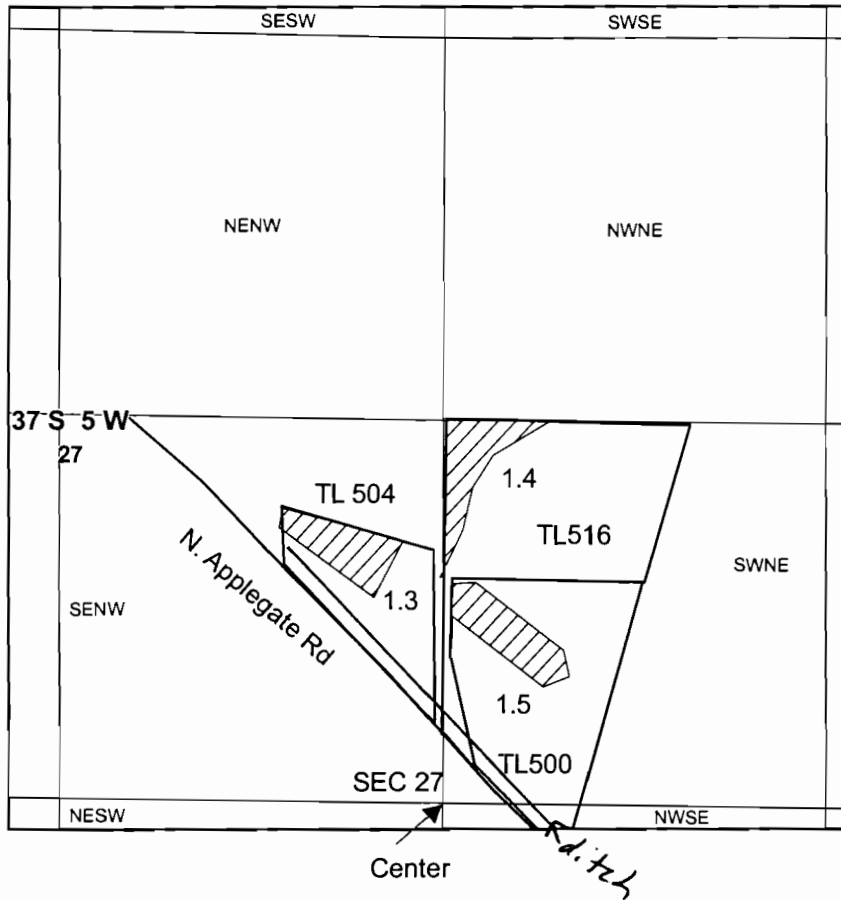 SESW SWSE
NENW NWNE
37 S 5 W
27
TL 504
1.4
TL516
N. Applegate Rd
SWNE
1.3
SENW
1.5
TL500
SEC 27
NESW NWSE
Center
ditch